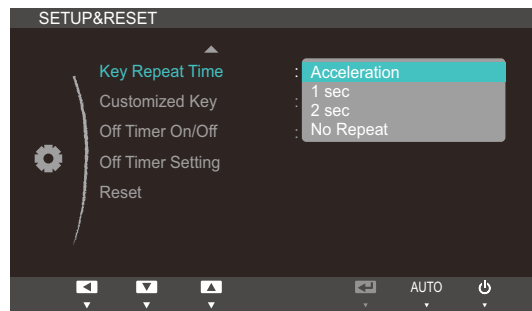 SETUP&RESET
Key Repeat Time : Acceleration
1 sec
Customized Key :
2 sec
Off Timer On/Off : No Repeat
Off Timer Setting
Reset
AUTO